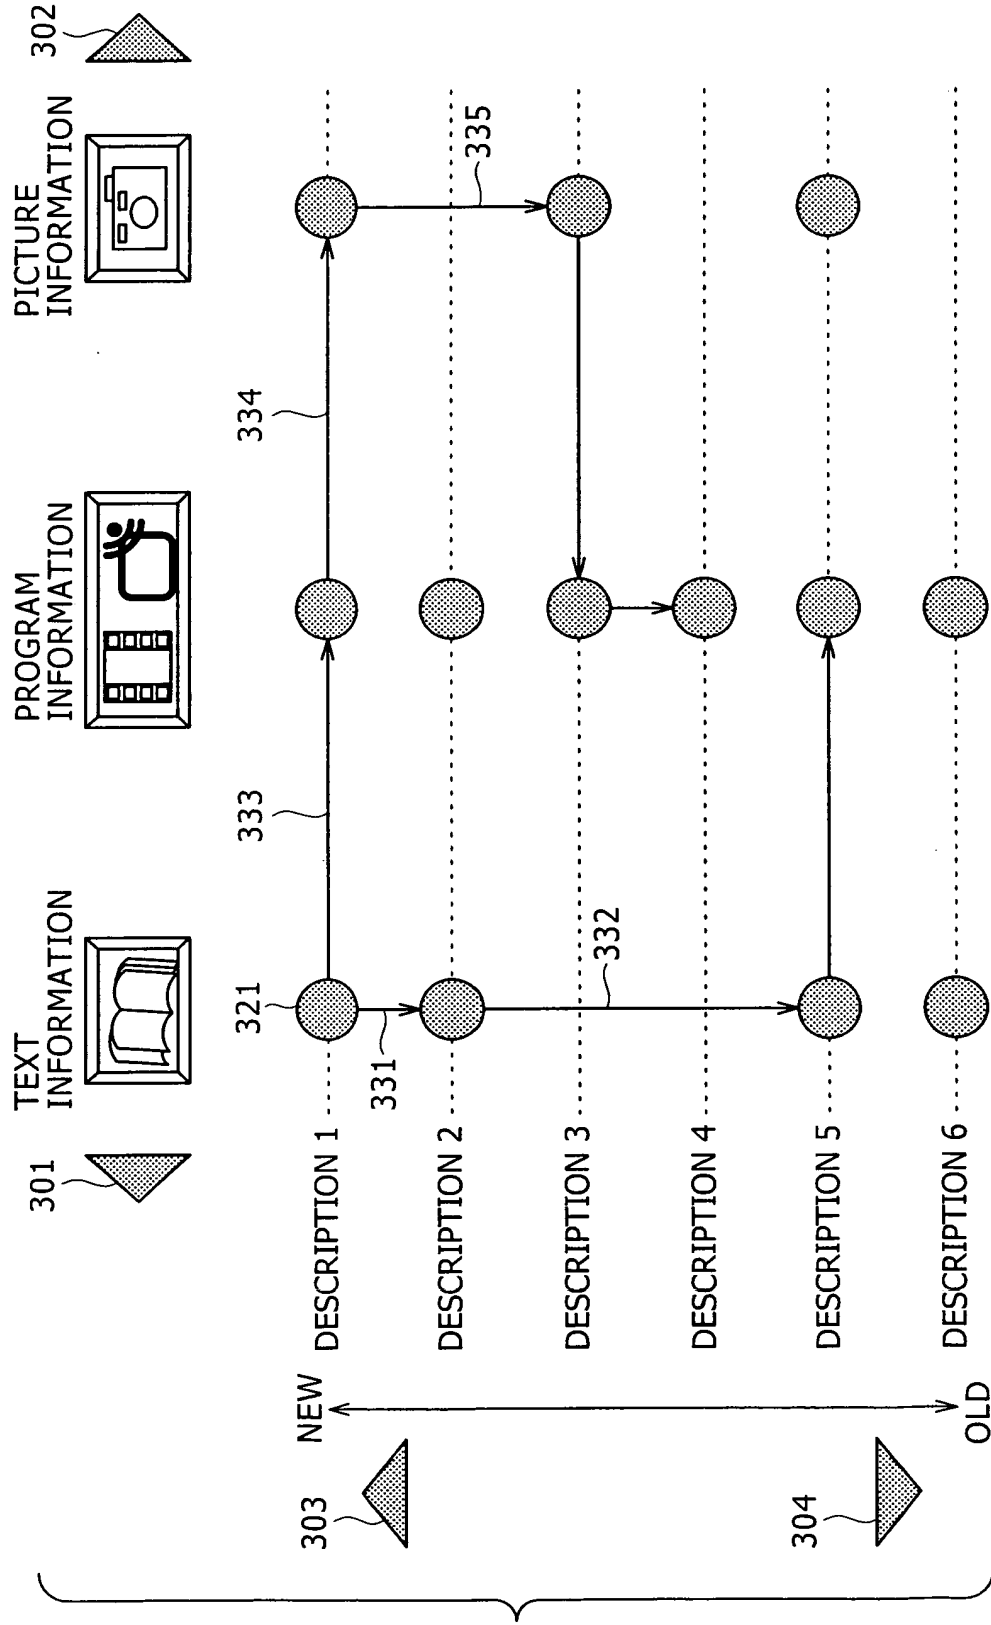 TEXT
INFORMATION
PROGRAM
INFORMATION
PICTURE
INFORMATION
301
302
321
333
334
NEW
303
DESCRIPTION 1
331
335
DESCRIPTION 2
DESCRIPTION 3
332
DESCRIPTION 4
304
DESCRIPTION 5
DESCRIPTION 6
OLD